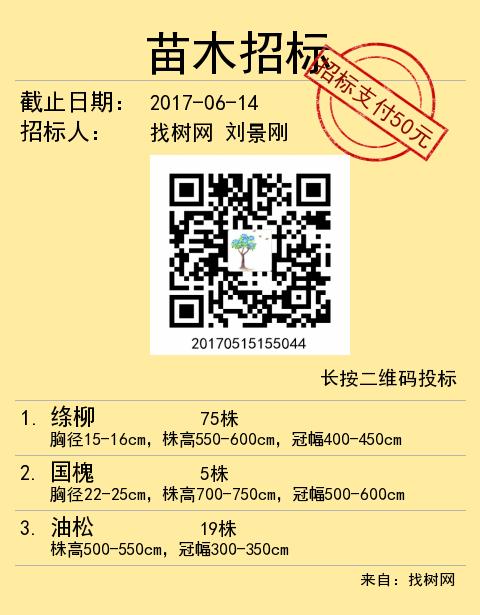 苗木招标
招标支付50元
截止日期： 2017-06-14
招标人： 找树网 刘景刚
20170515155044
长按二维码投标
1. 绦柳 75株
胸径15-16cm，株高550-600cm，冠幅400-450cm
2. 国槐 5株
胸径22-25cm，株高700-750cm，冠幅500-600cm
3. 油松 19株
株高500-550cm，冠幅300-350cm
来自：找树网